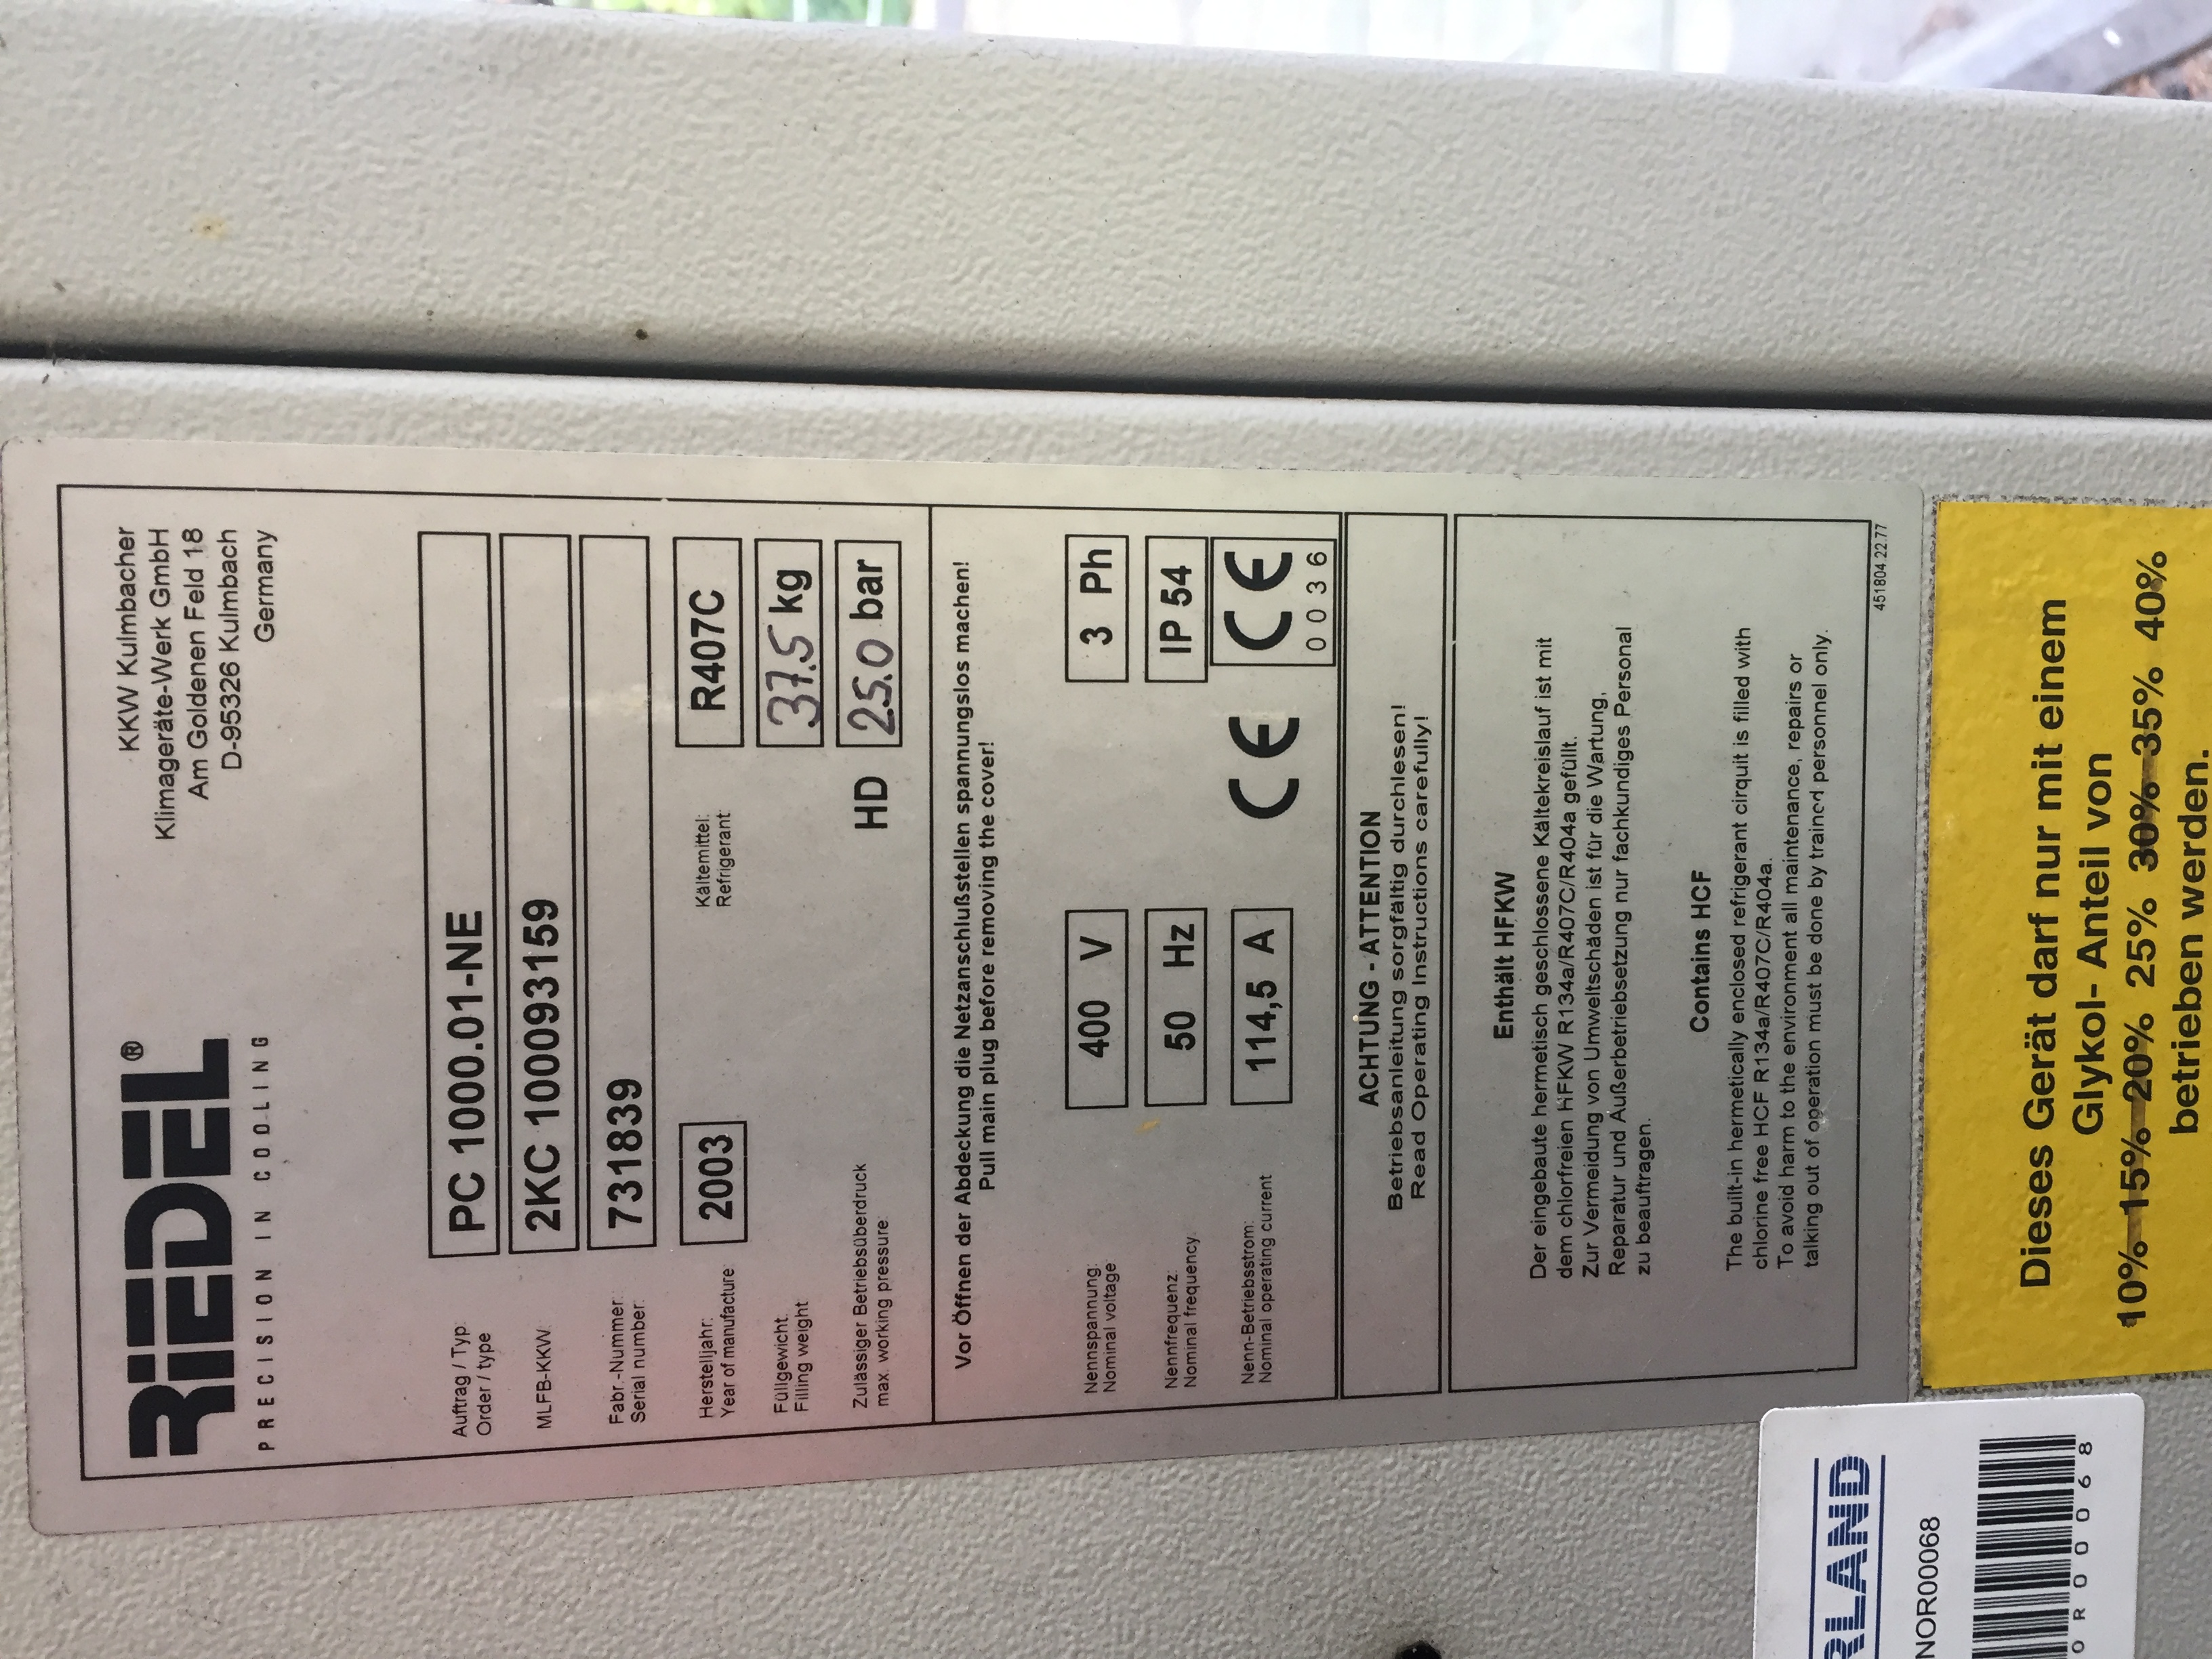 RIEDEL®
PRECISION IN COOLING
KKW Kulmbacher
Klimageräte-Werk GmbH
Am Goldenen Feld 18
D-95326 Kulmbach
Germany
Auftrag / Typ: PC 1000.01-NE
Order / type
MLFB-KKW: 2KC 100093159
Fabr.-Nummer: 731839
Serial number:
Herstelljahr: 2003 Kältemittel: R407C
Year of manufacture Refrigerant:
Füllgewicht: 37.5 kg
Filling weight
Zulässiger Betriebsüberdruck HD 25.0 bar
max. working pressure:
Vor Öffnen der Abdeckung die Netzanschlußstellen spannungslos machen!
Pull main plug before removing the cover!
Nennspannung: 400 V 3 Ph
Nominal voltage
Nennfrequenz: 50 Hz IP 54
Nominal frequency:
Nenn-Betriebsstrom: 114,5 A CE CE
Nominal operating current 0036
ACHTUNG - ATTENTION
Betriebsanleitung sorgfältig durchlesen!
Read Operating Instructions carefully!
Enthält HFKW
Der eingebaute hermetisch geschlossene Kältekreislauf ist mit
dem chlorfreien HFKW R134a/R407C/R404a gefüllt.
Zur Vermeidung von Umweltschäden ist für die Wartung,
Reparatur und Außerbetriebsetzung nur fachkundiges Personal
zu beauftragen.
Contains HCF
The built-in hermetically enclosed refrigerant cirquit is filled with
chlorine free HCF R134a/R407C/R404a.
To avoid harm to the environment all maintenance, repairs or
talking out of operation must be done by trained personnel only.
451804 22.77
Dieses Gerät darf nur mit einem
Glykol- Anteil von
10% 15% 20% 25% 30% 35% 40%
betrieben werden.
RLAND
NOR00068
OR00068